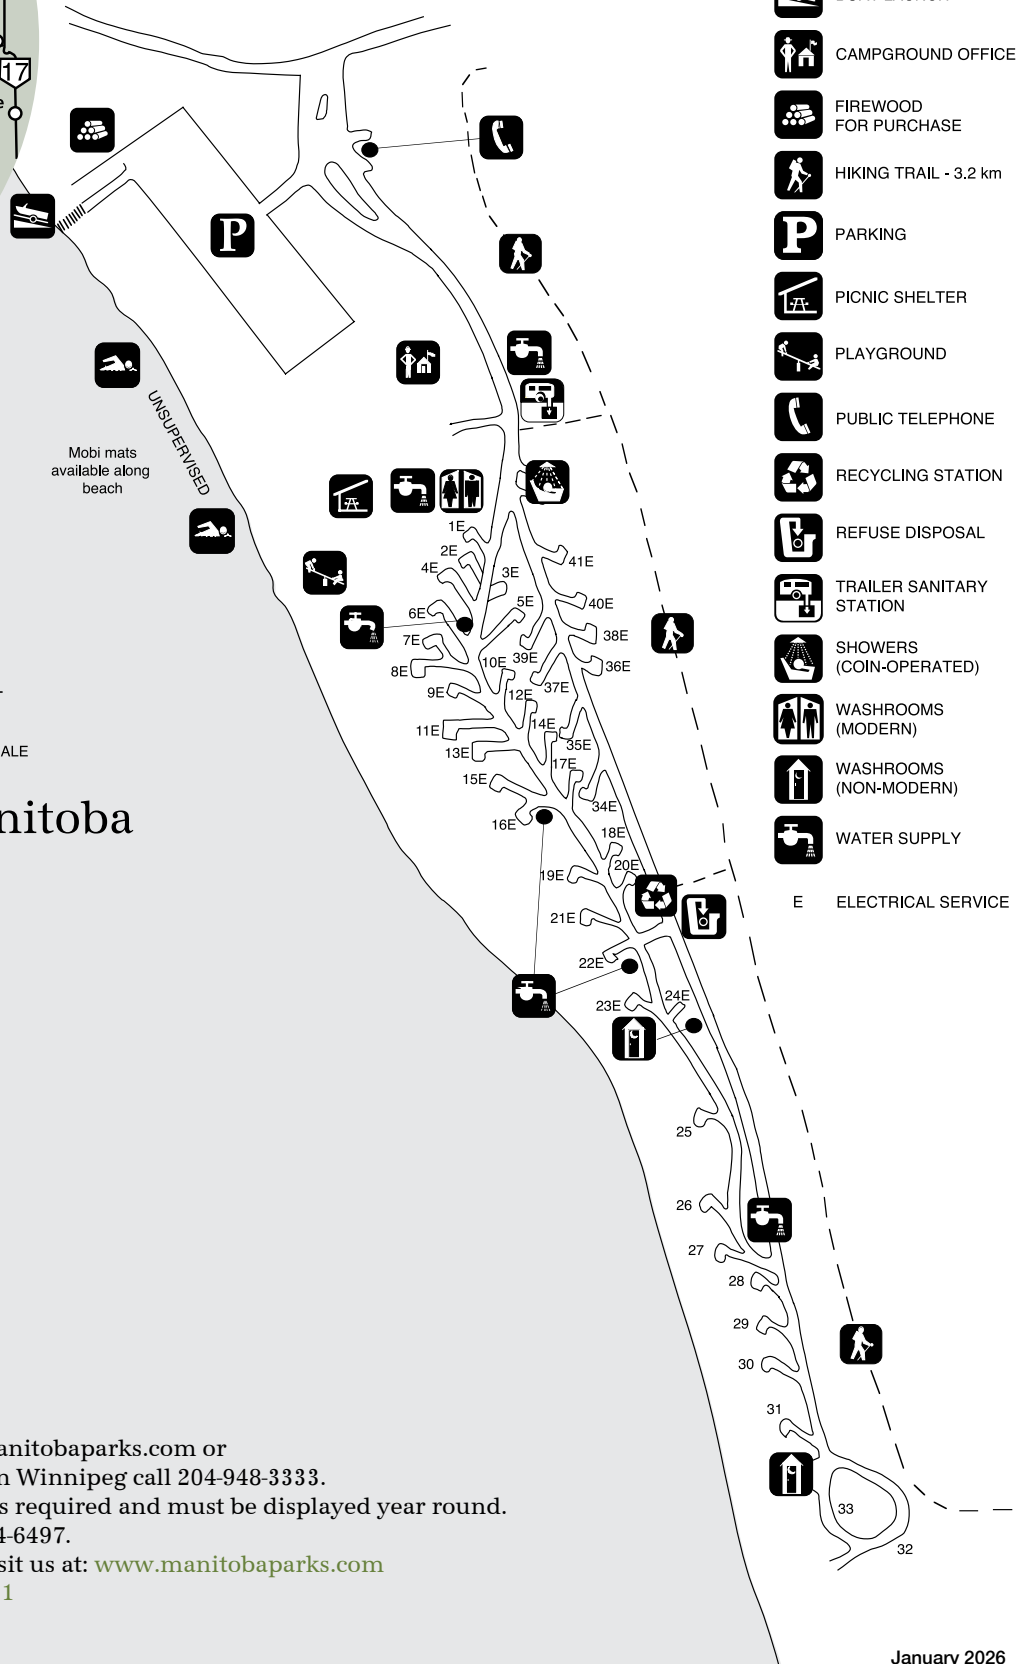 17
e
CAMPGROUND OFFICE
FIREWOOD
FOR PURCHASE
HIKING TRAIL - 3.2 km
P
PARKING
PICNIC SHELTER
PLAYGROUND
PUBLIC TELEPHONE
RECYCLING STATION
REFUSE DISPOSAL
TRAILER SANITARY
STATION
SHOWERS
(COIN-OPERATED)
WASHROOMS
(MODERN)
WASHROOMS
(NON-MODERN)
WATER SUPPLY
E ELECTRICAL SERVICE
P
UNSUPERVISED
Mobi mats
available along
beach
1E
2E
3E
4E
5E
6E
7E
8E
9E
10E
11E
12E
13E
14E
15E
16E
17E
18E
19E
20E
21E
22E
23E
24E
25
26
27
28
29
30
31
32
33
34E
35E
36E
37E
38E
39E
40E
41E
ALE
nitoba
anitobaparks.com or
n Winnipeg call 204-948-3333.
s required and must be displayed year round.
4-6497.
sit us at: www.manitobaparks.com
1
January 2026